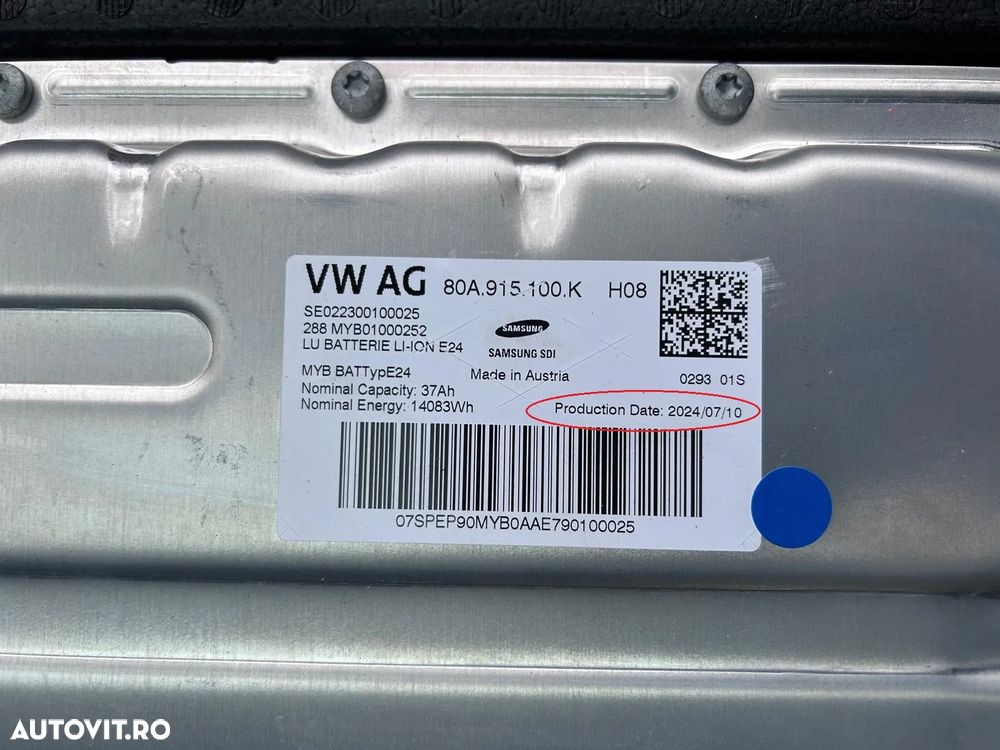 VW AG 80A.915.100.K H08
SE022300100025
288 MYB01000252
LU BATTERIE LI-ION E24
SAMSUNG
SAMSUNG SDI
MYB BATTypE24
Made in Austria
0293 01S
Nominal Capacity: 37Ah
Nominal Energy: 14083Wh
Production Date: 2024/07/10
07SPEP90MYB0AAE790100025
AUTOVIT.RO